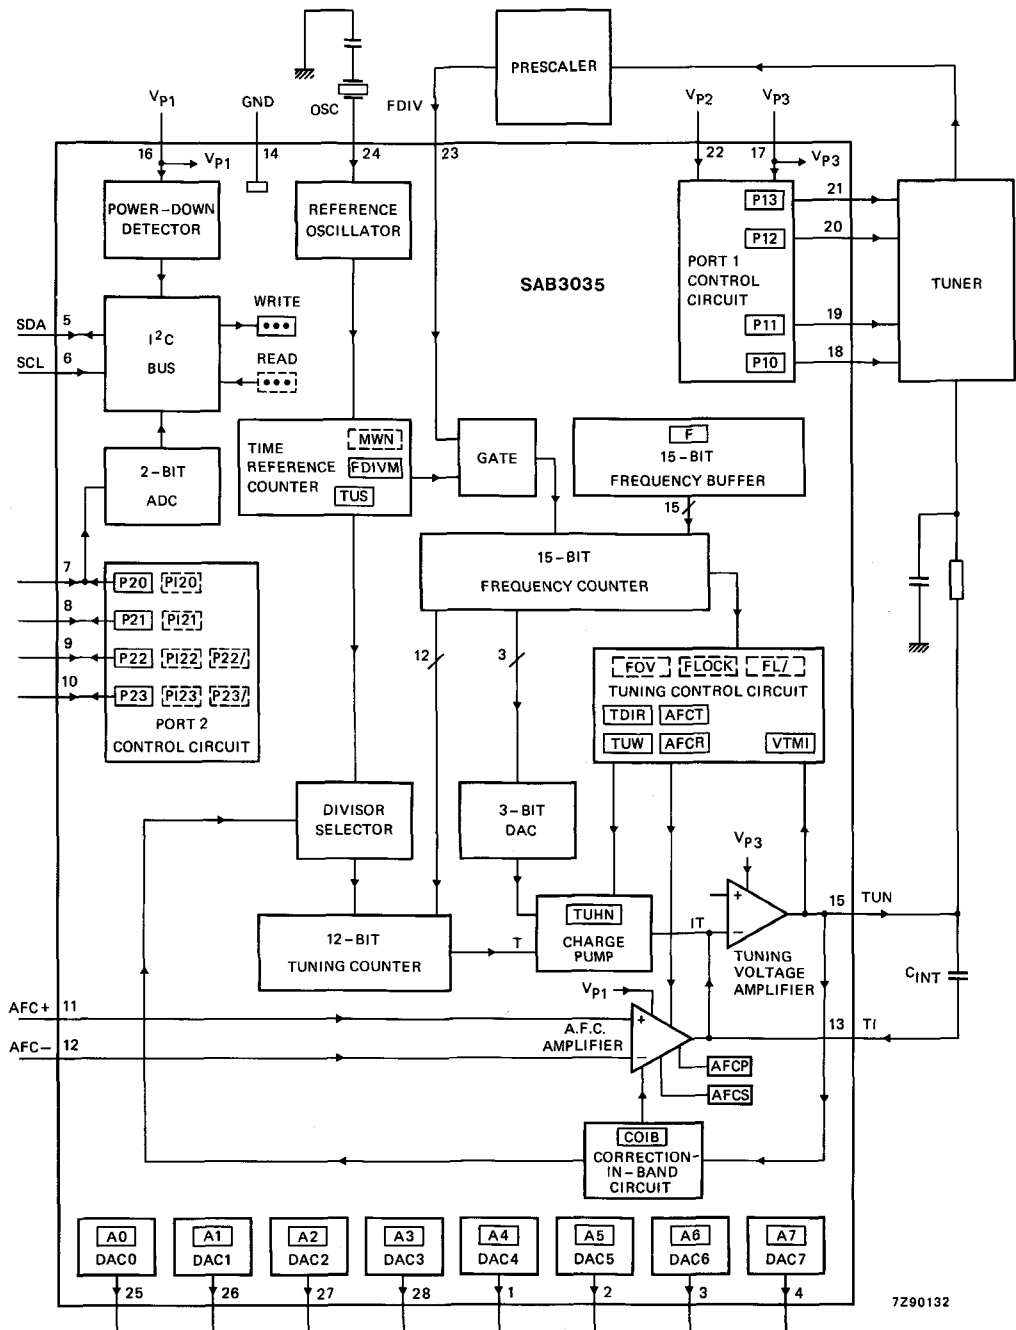 PRESCALER
VP1
GND
OSC
FDIV
VP2
VP3
16
VP1
14
24
23
22
17
VP3
POWER-DOWN
DETECTOR
REFERENCE
OSCILLATOR
SAB3035
P13
P12
PORT 1
CONTROL
CIRCUIT
P11
P10
21
20
19
18
TUNER
SDA
5
SCL
6
I²C
BUS
WRITE
READ
2-BIT
ADC
TIME
REFERENCE
COUNTER
MWN
FDIVM
TUS
GATE
F
15-BIT
FREQUENCY BUFFER
15
15-BIT
FREQUENCY COUNTER
7
8
9
10
P20 PI20
P21 PI21
P22 PI22 P22/
P23 PI23 P23/
PORT 2
CONTROL CIRCUIT
12
3
FOV FLOCK FL/
TUNING CONTROL CIRCUIT
TDIR AFCT
TUW AFCR VTMI
DIVISOR
SELECTOR
3-BIT
DAC
VP3
12-BIT
TUNING COUNTER
T
TUHN
CHARGE
PUMP
IT
+
−
TUNING
VOLTAGE
AMPLIFIER
15
TUN
CINT
VP1
AFC+
11
AFC−
12
A.F.C.
AMPLIFIER
+
−
13
TI
AFCP
AFCS
COIB
CORRECTION-
IN-BAND
CIRCUIT
A0
DAC0
A1
DAC1
A2
DAC2
A3
DAC3
A4
DAC4
A5
DAC5
A6
DAC6
A7
DAC7
25
26
27
28
1
2
3
4
7Z90132